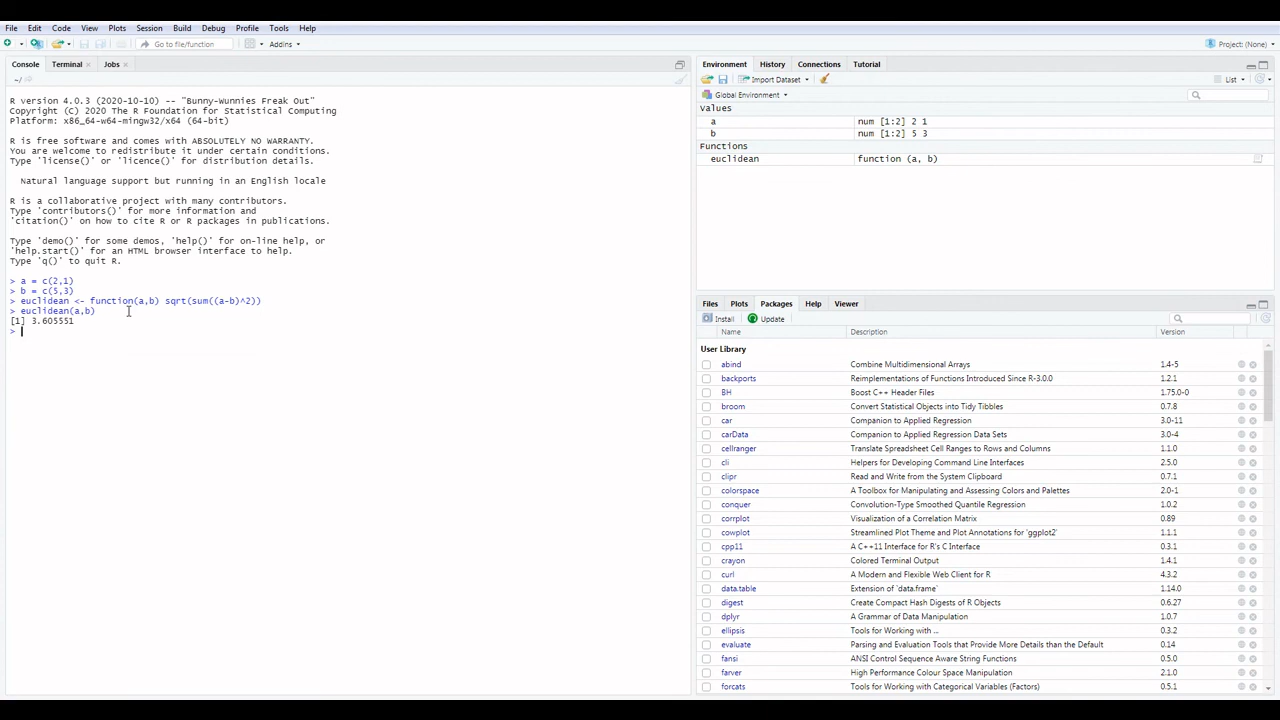 File Edit Code View Plots Session Build Debug Profile Tools Help
Go to file/function Addins Project: (None)
Console Terminal Jobs
~/
R version 4.0.3 (2020-10-10) -- "Bunny-Wunnies Freak Out"
Copyright (C) 2020 The R Foundation for Statistical Computing
Platform: x86_64-w64-mingw32/x64 (64-bit)
R is free software and comes with ABSOLUTELY NO WARRANTY.
You are welcome to redistribute it under certain conditions.
Type 'license()' or 'licence()' for distribution details.
Natural language support but running in an English locale
R is a collaborative project with many contributors.
Type 'contributors()' for more information and
'citation()' on how to cite R or R packages in publications.
Type 'demo()' for some demos, 'help()' for on-line help, or
'help.start()' for an HTML browser interface to help.
Type 'q()' to quit R.
> a = c(2,1)
> b = c(5,3)
> euclidean <- function(a,b) sqrt(sum((a-b)^2))
> euclidean(a,b)
[1] 3.605551
>
Environment History Connections Tutorial
Import Dataset List
Global Environment
Values
a num [1:2] 2 1
b num [1:2] 5 3
Functions
euclidean function (a, b)
Files Plots Packages Help Viewer
Install Update
Name Description Version
User Library
abind Combine Multidimensional Arrays 1.4-5
backports Reimplementations of Functions Introduced Since R-3.0.0 1.2.1
BH Boost C++ Header Files 1.75.0-0
broom Convert Statistical Objects into Tidy Tibbles 0.7.8
car Companion to Applied Regression 3.0-11
carData Companion to Applied Regression Data Sets 3.0-4
cellranger Translate Spreadsheet Cell Ranges to Rows and Columns 1.1.0
cli Helpers for Developing Command Line Interfaces 2.5.0
clipr Read and Write from the System Clipboard 0.7.1
colorspace A Toolbox for Manipulating and Assessing Colors and Palettes 2.0-1
conquer Convolution-Type Smoothed Quantile Regression 1.0.2
corrplot Visualization of a Correlation Matrix 0.89
cowplot Streamlined Plot Theme and Plot Annotations for 'ggplot2' 1.1.1
cpp11 A C++11 Interface for R's C Interface 0.3.1
crayon Colored Terminal Output 1.4.1
curl A Modern and Flexible Web Client for R 4.3.2
data.table Extension of `data.frame` 1.14.0
digest Create Compact Hash Digests of R Objects 0.6.27
dplyr A Grammar of Data Manipulation 1.0.7
ellipsis Tools for Working with ... 0.3.2
evaluate Parsing and Evaluation Tools that Provide More Details than the Default 0.14
fansi ANSI Control Sequence Aware String Functions 0.5.0
farver High Performance Colour Space Manipulation 2.1.0
forcats Tools for Working with Categorical Variables (Factors) 0.5.1